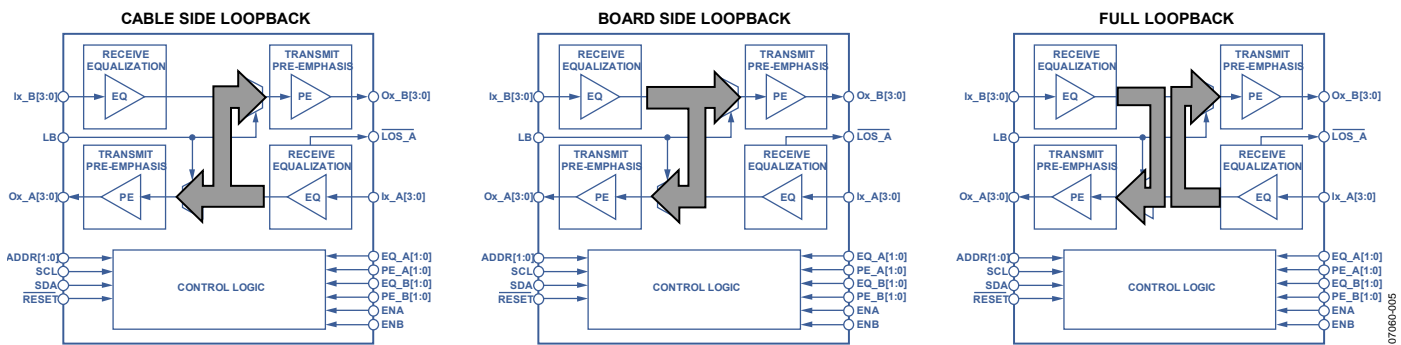 CABLE SIDE LOOPBACK
RECEIVE
EQUALIZATION
TRANSMIT
PRE-EMPHASIS
Ix_B[3:0]
EQ
PE
Ox_B[3:0]
LB
LOS_A
TRANSMIT
PRE-EMPHASIS
RECEIVE
EQUALIZATION
Ox_A[3:0]
PE
EQ
Ix_A[3:0]
ADDR[1:0]
SCL
SDA
RESET
CONTROL LOGIC
EQ_A[1:0]
PE_A[1:0]
EQ_B[1:0]
PE_B[1:0]
ENA
ENB
BOARD SIDE LOOPBACK
RECEIVE
EQUALIZATION
TRANSMIT
PRE-EMPHASIS
Ix_B[3:0]
EQ
PE
Ox_B[3:0]
LB
LOS_A
TRANSMIT
PRE-EMPHASIS
RECEIVE
EQUALIZATION
Ox_A[3:0]
PE
EQ
Ix_A[3:0]
ADDR[1:0]
SCL
SDA
RESET
CONTROL LOGIC
EQ_A[1:0]
PE_A[1:0]
EQ_B[1:0]
PE_B[1:0]
ENA
ENB
FULL LOOPBACK
RECEIVE
EQUALIZATION
TRANSMIT
PRE-EMPHASIS
Ix_B[3:0]
EQ
PE
Ox_B[3:0]
LB
LOS_A
TRANSMIT
PRE-EMPHASIS
RECEIVE
EQUALIZATION
Ox_A[3:0]
PE
EQ
Ix_A[3:0]
ADDR[1:0]
SCL
SDA
RESET
CONTROL LOGIC
EQ_A[1:0]
PE_A[1:0]
EQ_B[1:0]
PE_B[1:0]
ENA
ENB
07060-005